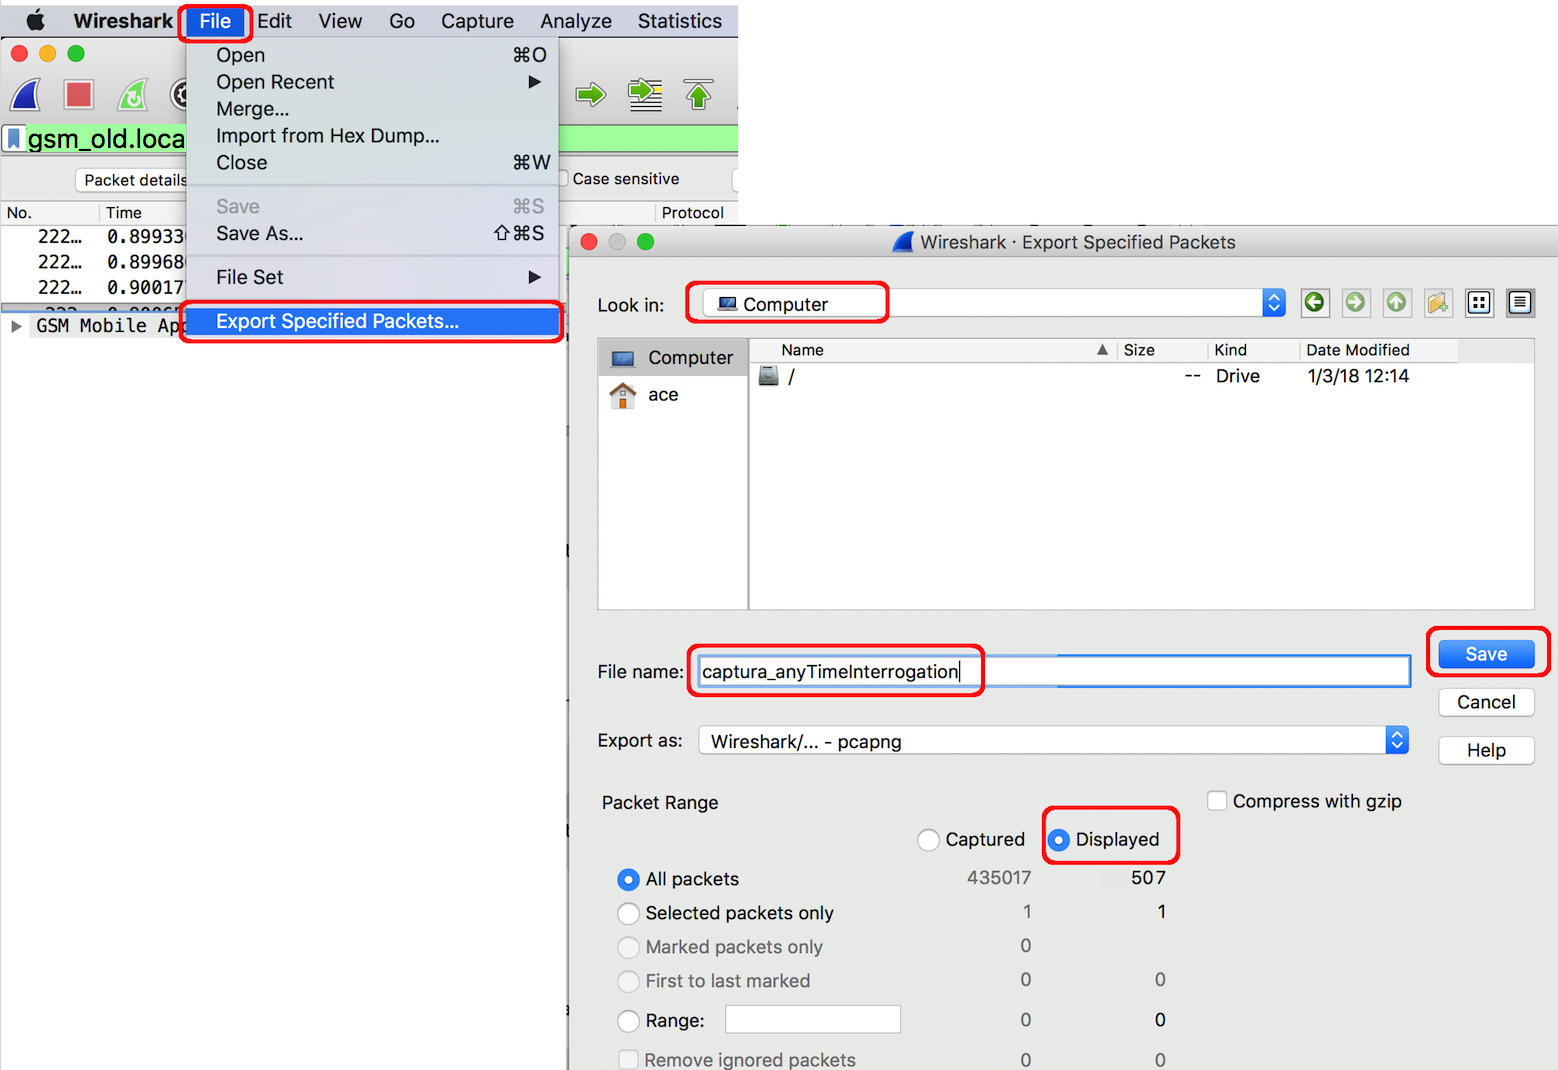 Wireshark File Edit View Go Capture Analyze Statistics
Open ⌘O
Open Recent ▶
Merge...
Import from Hex Dump...
Close ⌘W
Save ⌘S
Save As... ⇧⌘S
File Set ▶
Export Specified Packets...
gsm_old.loca
Packet details
Case sensitive
No. Time Protocol
222... 0.89933
222... 0.89968
222... 0.90017
GSM Mobile App
Wireshark · Export Specified Packets
Look in: Computer
Computer
ace
Name Size Kind Date Modified
/ -- Drive 1/3/18 12:14
File name: captura_anyTimeInterrogation
Save
Cancel
Export as: Wireshark/... - pcapng
Help
Packet Range
Compress with gzip
Captured Displayed
All packets 435017 507
Selected packets only 1 1
Marked packets only 0
First to last marked 0 0
Range: 0 0
Remove ignored packets 0 0